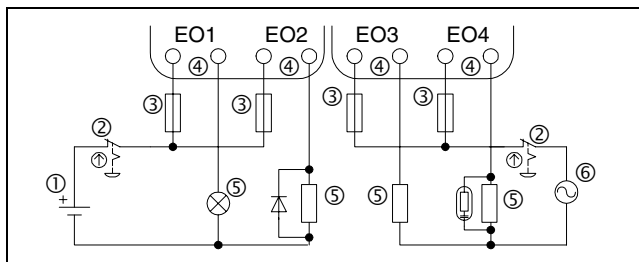 EO1 EO2 EO3 EO4
④ ④ ④ ④
③ ③ ③ ③
② ②
① + ⑤ ⑤ ⑤ ⑤ ⑥